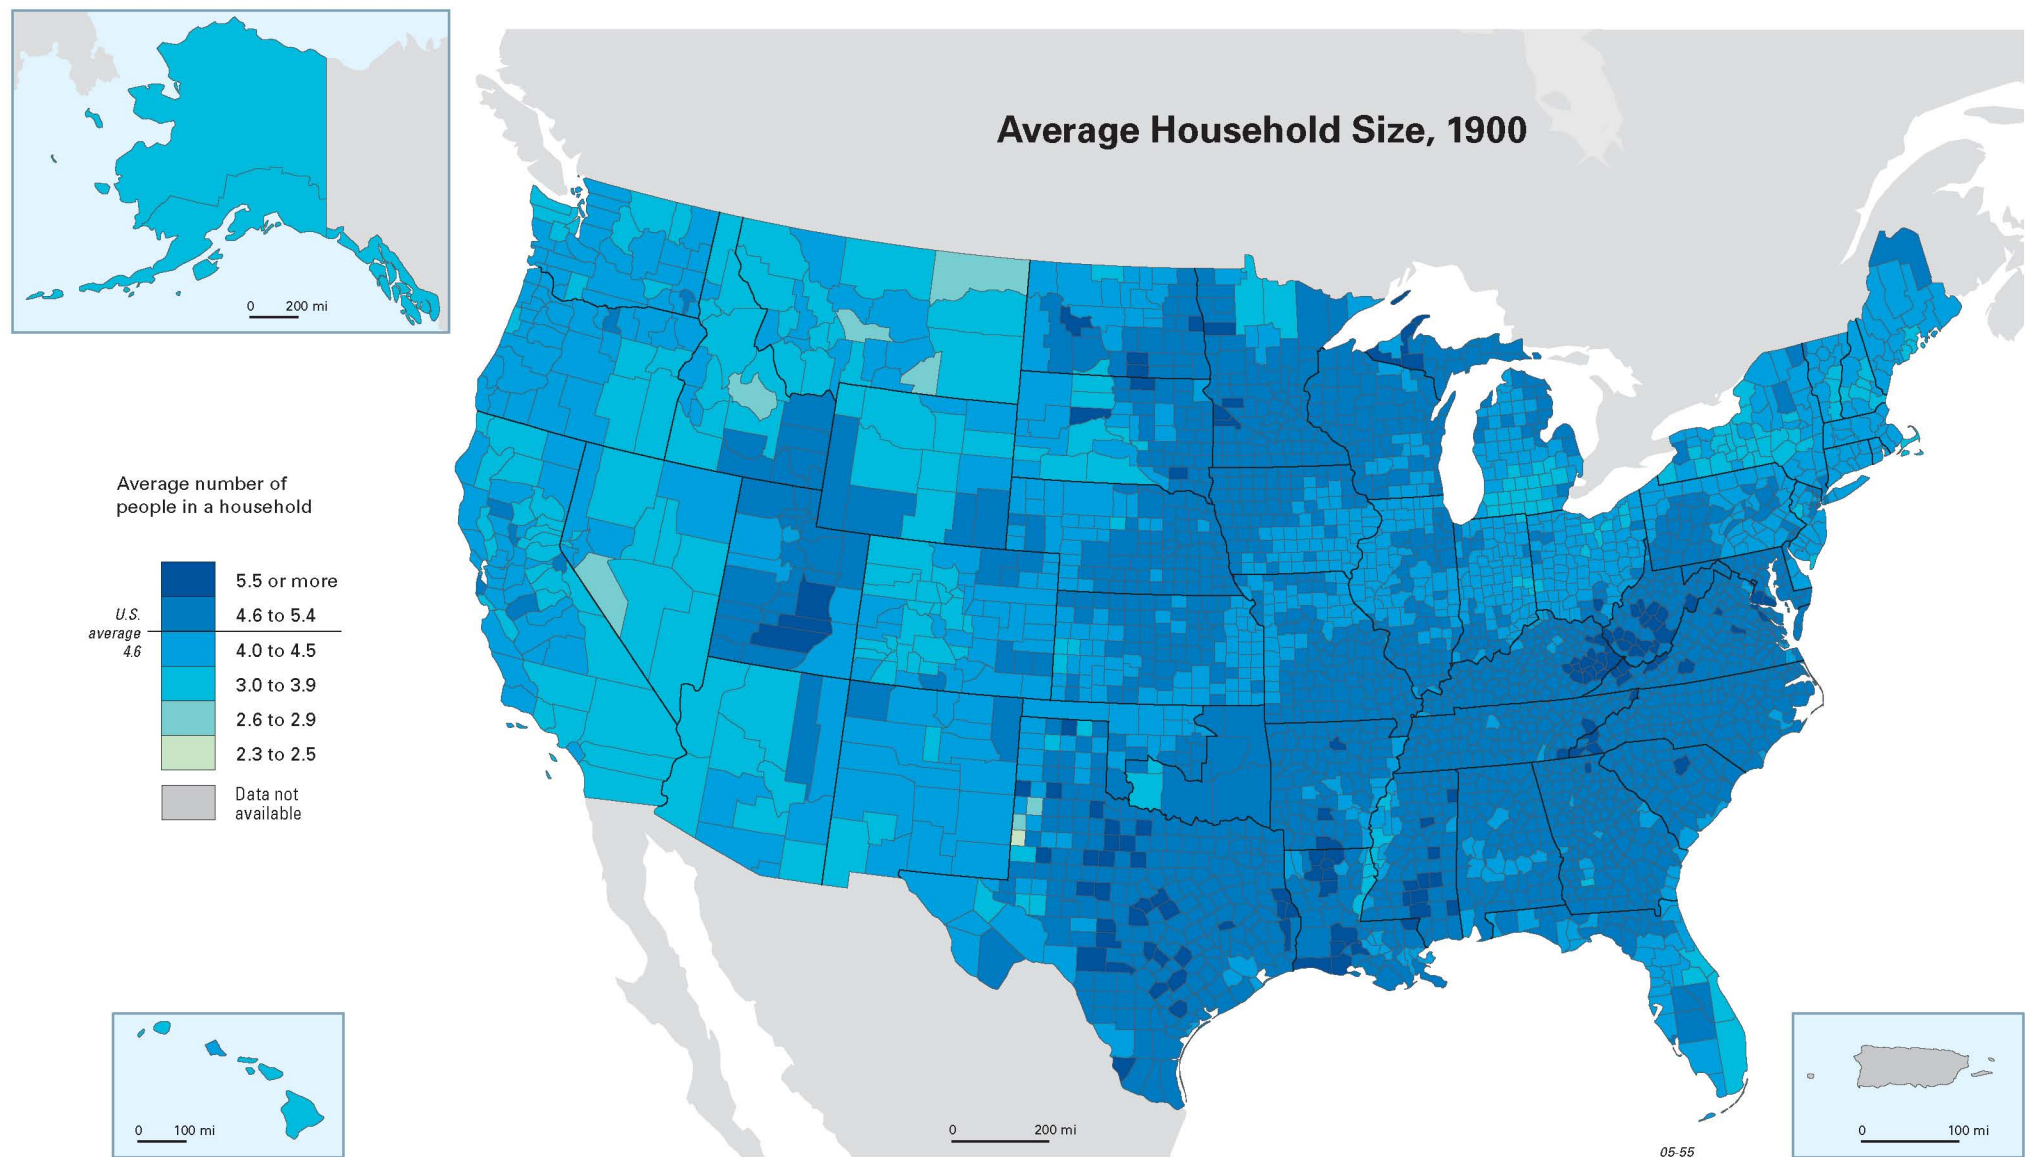 Average Household Size, 1900
0 200 mi
Average number of
people in a household
5.5 or more
4.6 to 5.4
U.S.
average
4.6
4.0 to 4.5
3.0 to 3.9
2.6 to 2.9
2.3 to 2.5
Data not
available
0 100 mi
0 200 mi
0 100 mi
05-55